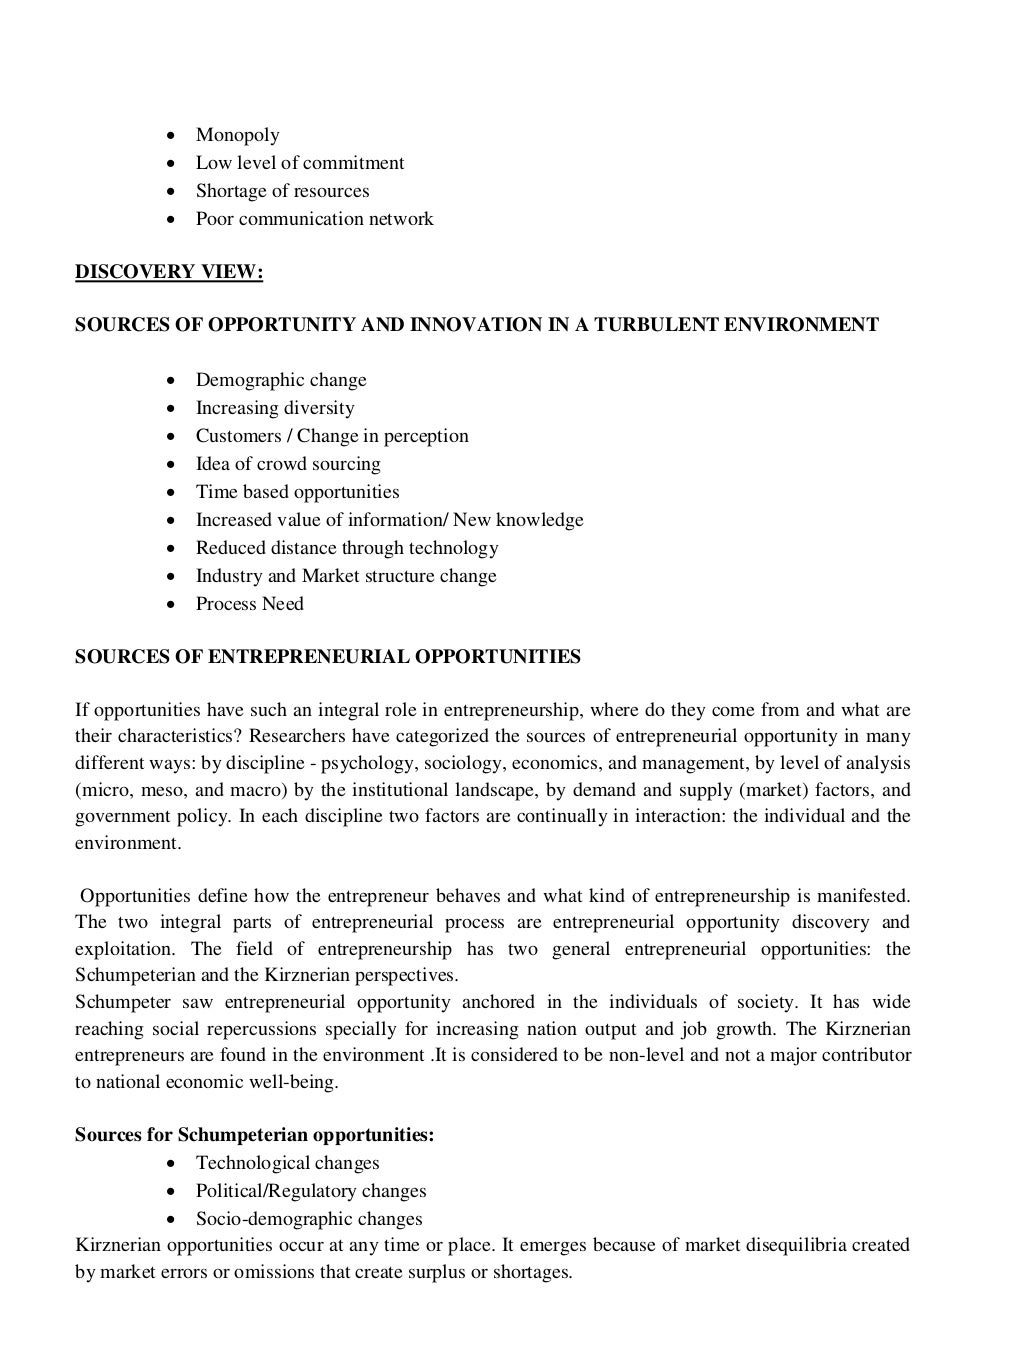 • Monopoly
• Low level of commitment
• Shortage of resources
• Poor communication network
DISCOVERY VIEW:
SOURCES OF OPPORTUNITY AND INNOVATION IN A TURBULENT ENVIRONMENT
• Demographic change
• Increasing diversity
• Customers / Change in perception
• Idea of crowd sourcing
• Time based opportunities
• Increased value of information/ New knowledge
• Reduced distance through technology
• Industry and Market structure change
• Process Need
SOURCES OF ENTREPRENEURIAL OPPORTUNITIES
If opportunities have such an integral role in entrepreneurship, where do they come from and what are
their characteristics? Researchers have categorized the sources of entrepreneurial opportunity in many
different ways: by discipline - psychology, sociology, economics, and management, by level of analysis
(micro, meso, and macro) by the institutional landscape, by demand and supply (market) factors, and
government policy. In each discipline two factors are continually in interaction: the individual and the
environment.
Opportunities define how the entrepreneur behaves and what kind of entrepreneurship is manifested.
The two integral parts of entrepreneurial process are entrepreneurial opportunity discovery and
exploitation. The field of entrepreneurship has two general entrepreneurial opportunities: the
Schumpeterian and the Kirznerian perspectives.
Schumpeter saw entrepreneurial opportunity anchored in the individuals of society. It has wide
reaching social repercussions specially for increasing nation output and job growth. The Kirznerian
entrepreneurs are found in the environment .It is considered to be non-level and not a major contributor
to national economic well-being.
Sources for Schumpeterian opportunities:
• Technological changes
• Political/Regulatory changes
• Socio-demographic changes
Kirznerian opportunities occur at any time or place. It emerges because of market disequilibria created
by market errors or omissions that create surplus or shortages.